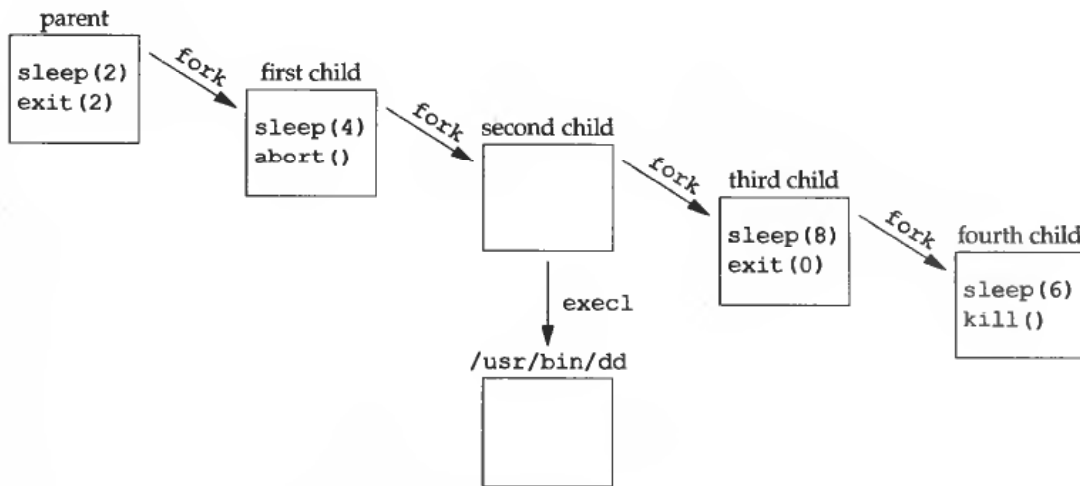 parent
sleep(2)
exit(2)
fork
first child
sleep(4)
abort()
fork
second child
fork
third child
sleep(8)
exit(0)
fork
fourth child
sleep(6)
kill()
execl
/usr/bin/dd